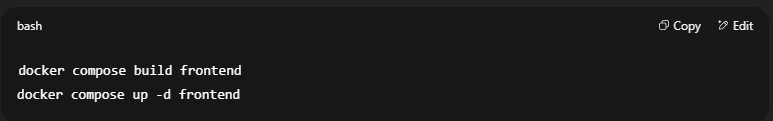 bash
Copy
Edit
docker compose build frontend
docker compose up -d frontend